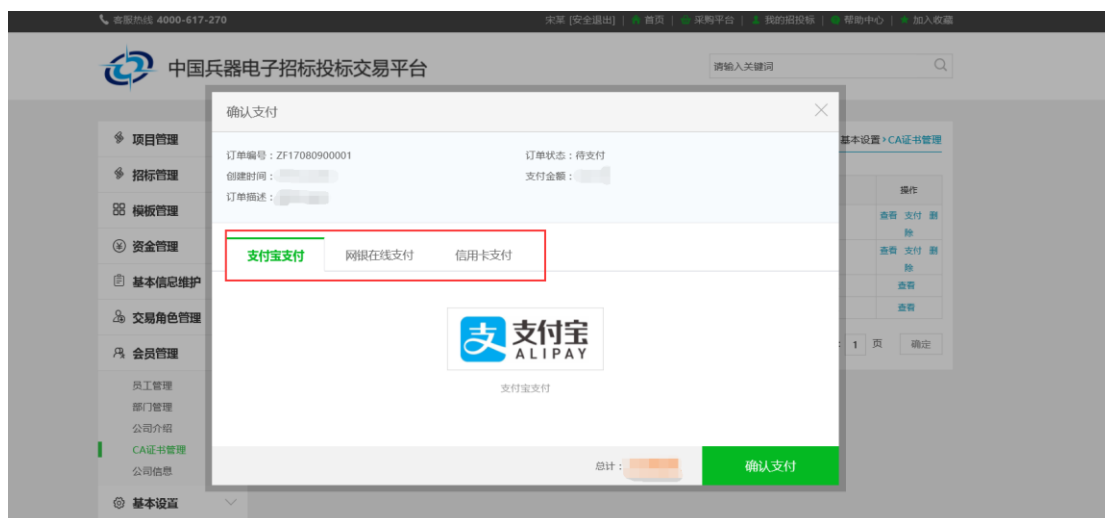 客服热线 4000-617-270
宋某 [安全退出] | 首页 | 采购平台 | 我的招投标 | 帮助中心 | 加入收藏
中国兵器电子招标投标交易平台
请输入关键词
确认支付
订单编号：ZF17080900001
订单状态：待支付
创建时间：
支付金额：
订单描述：
支付宝支付 网银在线支付 信用卡支付
支付宝
ALIPAY
支付宝支付
总计：
确认支付
项目管理
招标管理
模板管理
资金管理
基本信息维护
交易角色管理
会员管理
员工管理
部门管理
公司介绍
CA证书管理
公司信息
基本设置
基本设置>CA证书管理
操作
查看 支付 删
除
查看 支付 删
除
查看
查看
1 页 确定